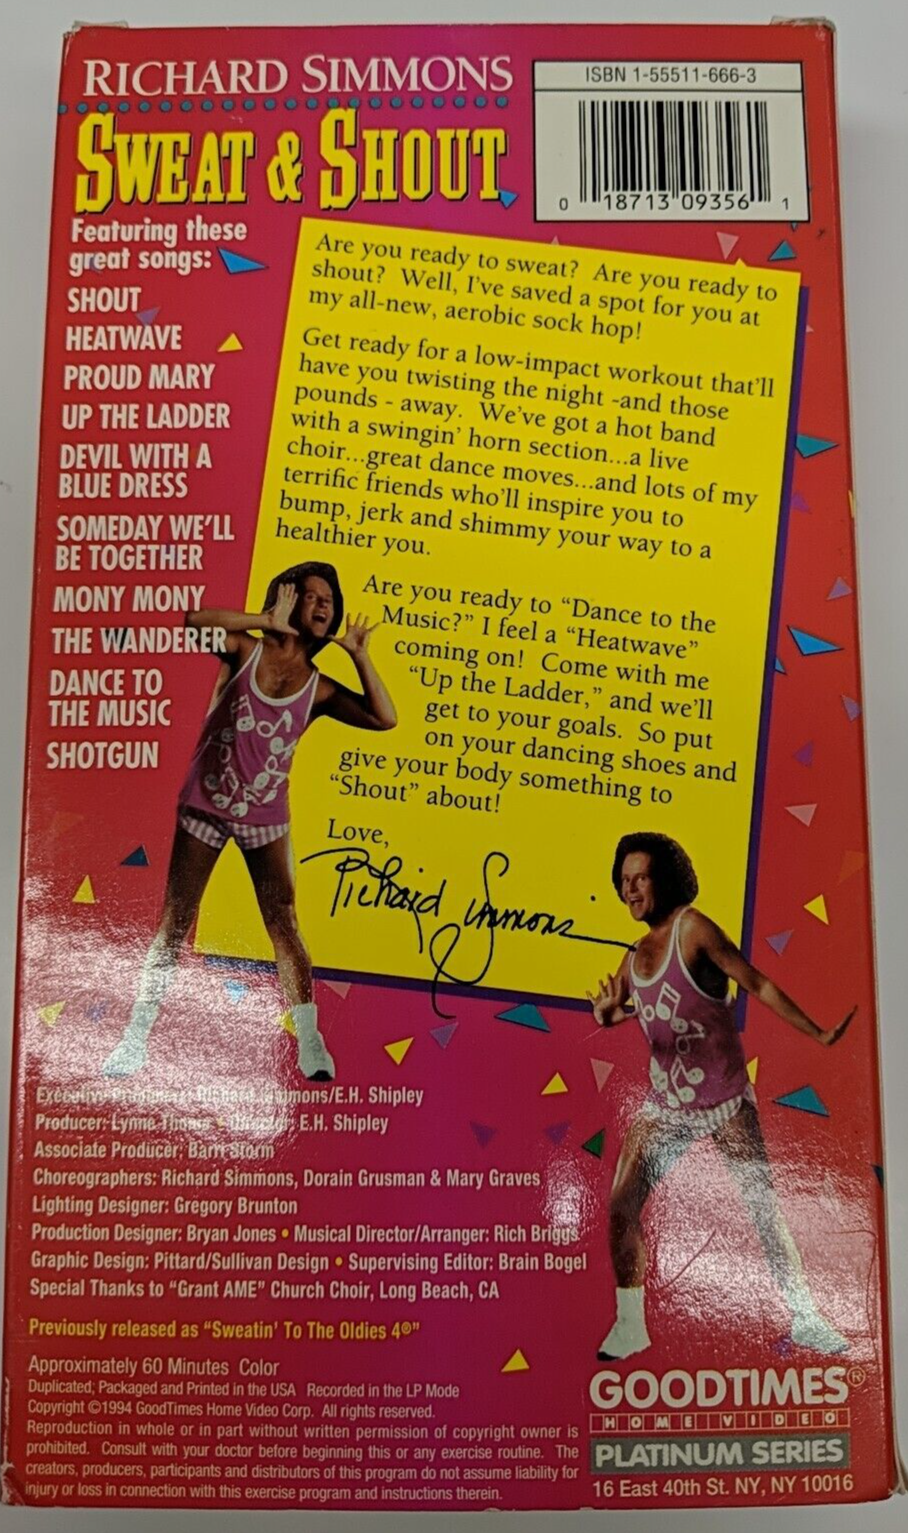 RICHARD SIMMONS
SWEAT & SHOUT
ISBN 1-55511-666-3
0 18713 09356 1
Featuring these
great songs:
SHOUT
HEATWAVE
PROUD MARY
UP THE LADDER
DEVIL WITH A
BLUE DRESS
SOMEDAY WE'LL
BE TOGETHER
MONY MONY
THE WANDERER
DANCE TO
THE MUSIC
SHOTGUN
Are you ready to sweat? Are you ready to
shout? Well, I've saved a spot for you at
my all-new, aerobic sock hop!
Get ready for a low-impact workout that'll
have you twisting the night -and those
pounds - away. We've got a hot band
with a swingin' horn section...a live
choir...great dance moves...and lots of my
terrific friends who'll inspire you to
bump, jerk and shimmy your way to a
healthier you.
Are you ready to "Dance to the
Music?" I feel a "Heatwave"
coming on! Come with me
"Up the Ladder," and we'll
get to your goals. So put
on your dancing shoes and
give your body something to
"Shout" about!
Love,
Richard Simmons
Executive Producers: Richard Simmons/E.H. Shipley
Producer: Lynne • Director: E.H. Shipley
Associate Producer: Barri Storm
Choreographers: Richard Simmons, Dorain Grusman & Mary Graves
Lighting Designer: Gregory Brunton
Production Designer: Bryan Jones • Musical Director/Arranger: Rich Briggs
Graphic Design: Pittard/Sullivan Design • Supervising Editor: Brain Bogel
Special Thanks to "Grant AME" Church Choir, Long Beach, CA
Previously released as "Sweatin' To The Oldies 4®"
Approximately 60 Minutes Color
Duplicated, Packaged and Printed in the USA Recorded in the LP Mode
Copyright ©1994 GoodTimes Home Video Corp. All rights reserved.
Reproduction in whole or in part without written permission of copyright owner is
prohibited. Consult with your doctor before beginning this or any exercise routine. The
creators, producers, participants and distributors of this program do not assume liability for
injury or loss in connection with this exercise program and instructions therein.
GOODTIMES®
HOME VIDEO
PLATINUM SERIES
16 East 40th St. NY, NY 10016